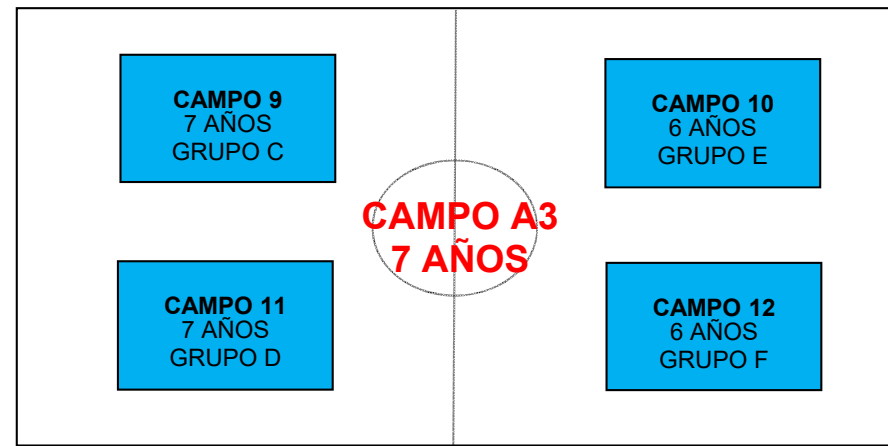 CAMPO 9
7 AÑOS
GRUPO C
CAMPO 10
6 AÑOS
GRUPO E
CAMPO A3
7 AÑOS
CAMPO 11
7 AÑOS
GRUPO D
CAMPO 12
6 AÑOS
GRUPO F